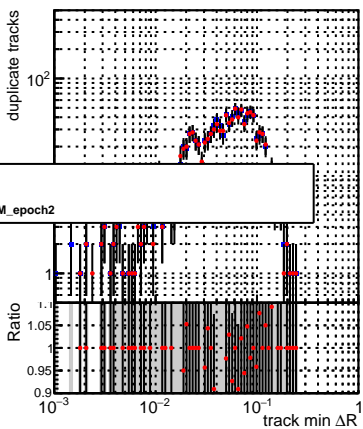 duplicate tracks
10²
M_epoch2
1
Ratio
1.1
1.05
1
0.95
0.9
10⁻³
10⁻²
10⁻¹
1
track min ΔR